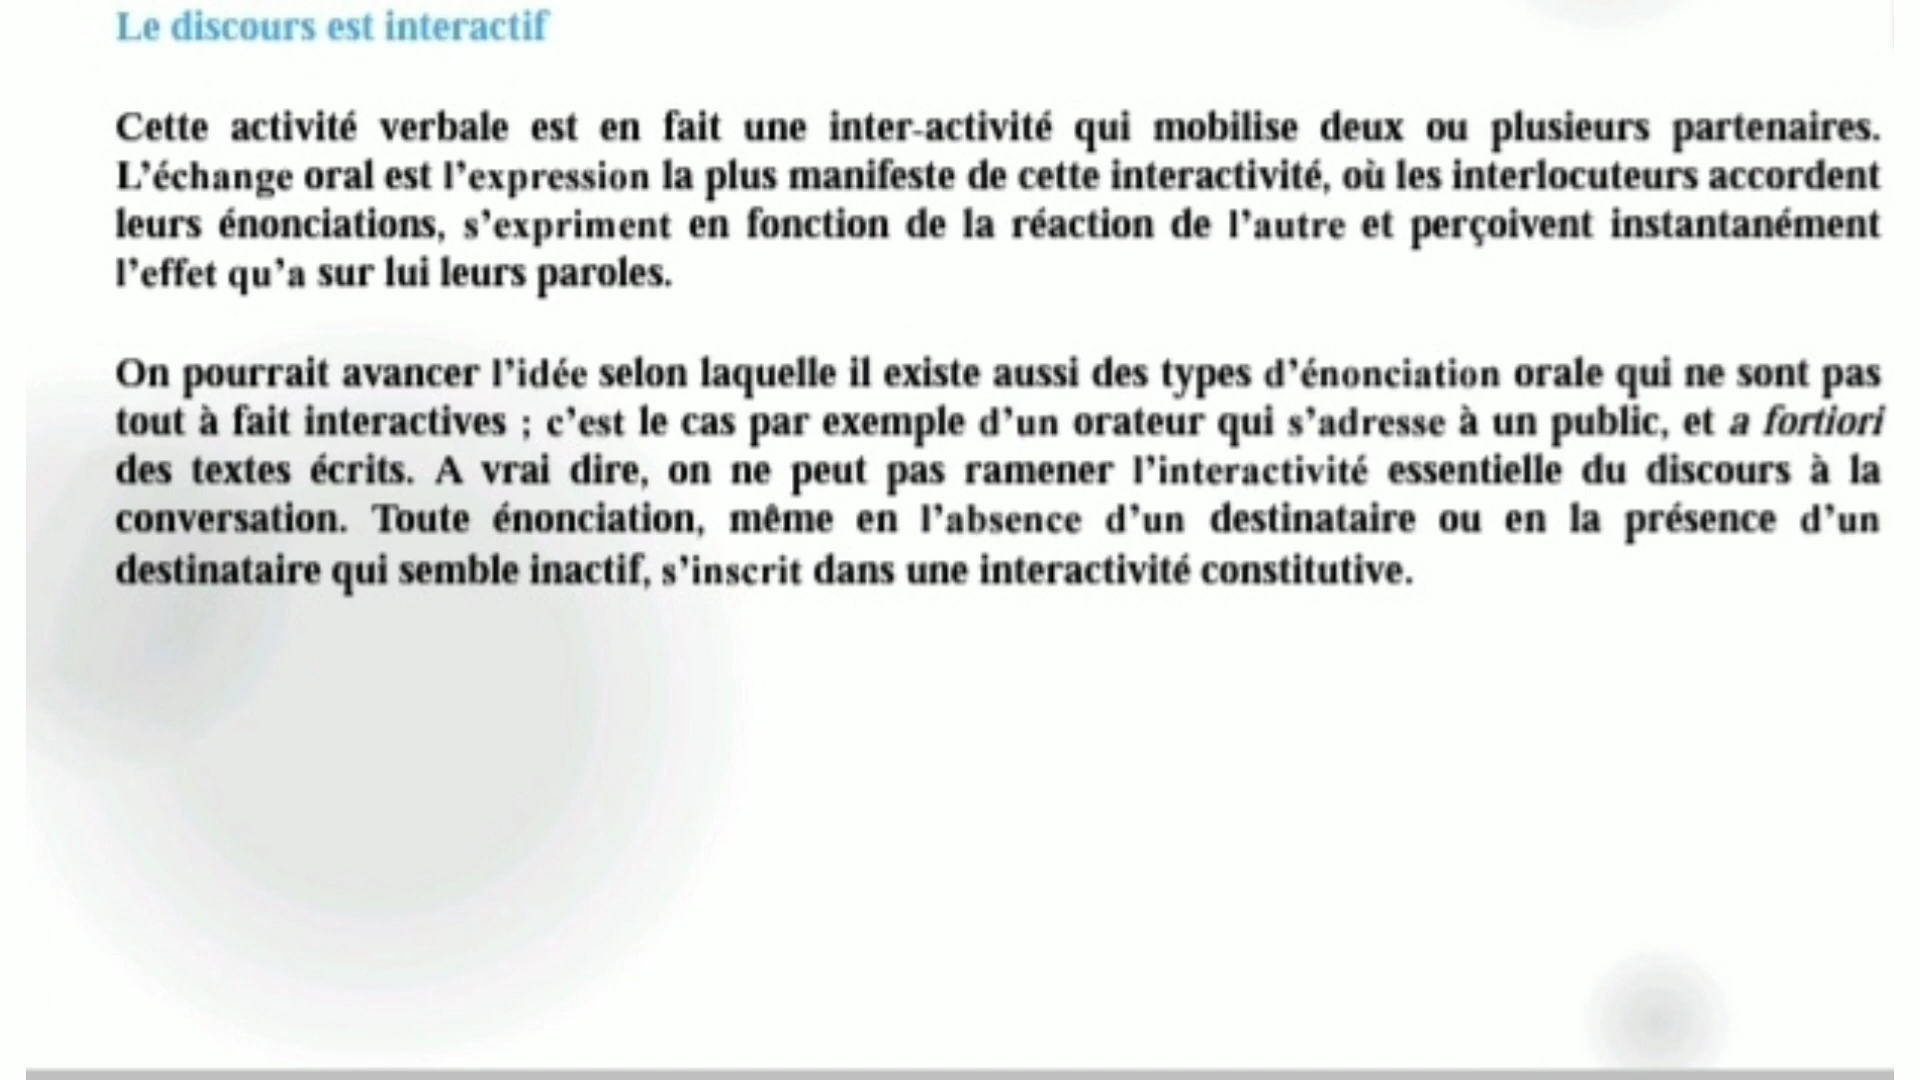 Le discours est interactif
Cette activité verbale est en fait une inter-activité qui mobilise deux ou plusieurs partenaires.
L’échange oral est l’expression la plus manifeste de cette interactivité, où les interlocuteurs accordent
leurs énonciations, s’expriment en fonction de la réaction de l’autre et perçoivent instantanément
l’effet qu’a sur lui leurs paroles.
On pourrait avancer l’idée selon laquelle il existe aussi des types d’énonciation orale qui ne sont pas
tout à fait interactives ; c’est le cas par exemple d’un orateur qui s’adresse à un public, et a fortiori
des textes écrits. A vrai dire, on ne peut pas ramener l’interactivité essentielle du discours à la
conversation. Toute énonciation, même en l’absence d’un destinataire ou en la présence d’un
destinataire qui semble inactif, s’inscrit dans une interactivité constitutive.